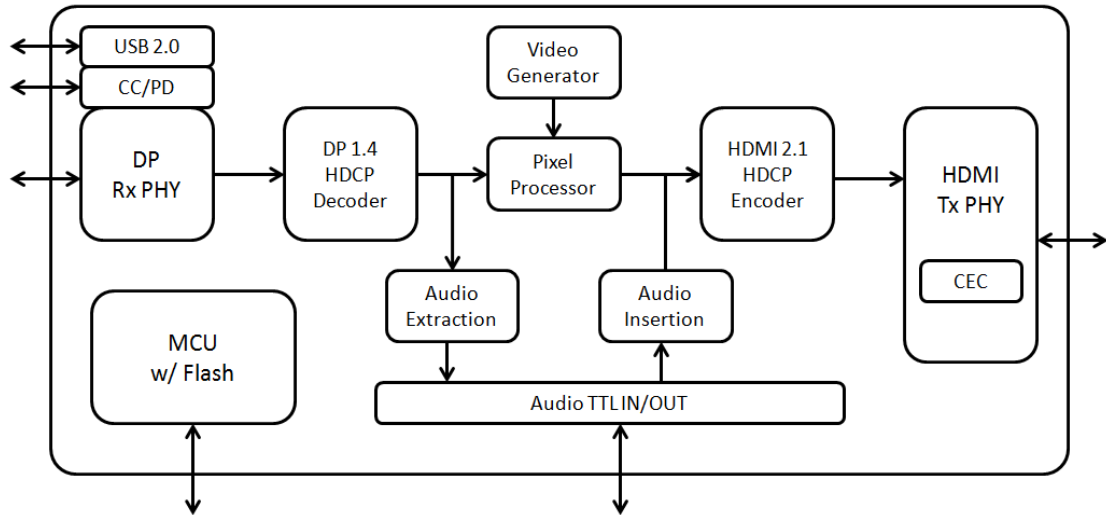 USB 2.0
CC/PD
DP
Rx PHY
DP 1.4
HDCP
Decoder
Video
Generator
Pixel
Processor
HDMI 2.1
HDCP
Encoder
HDMI
Tx PHY
CEC
Audio
Extraction
Audio
Insertion
MCU
w/ Flash
Audio TTL IN/OUT